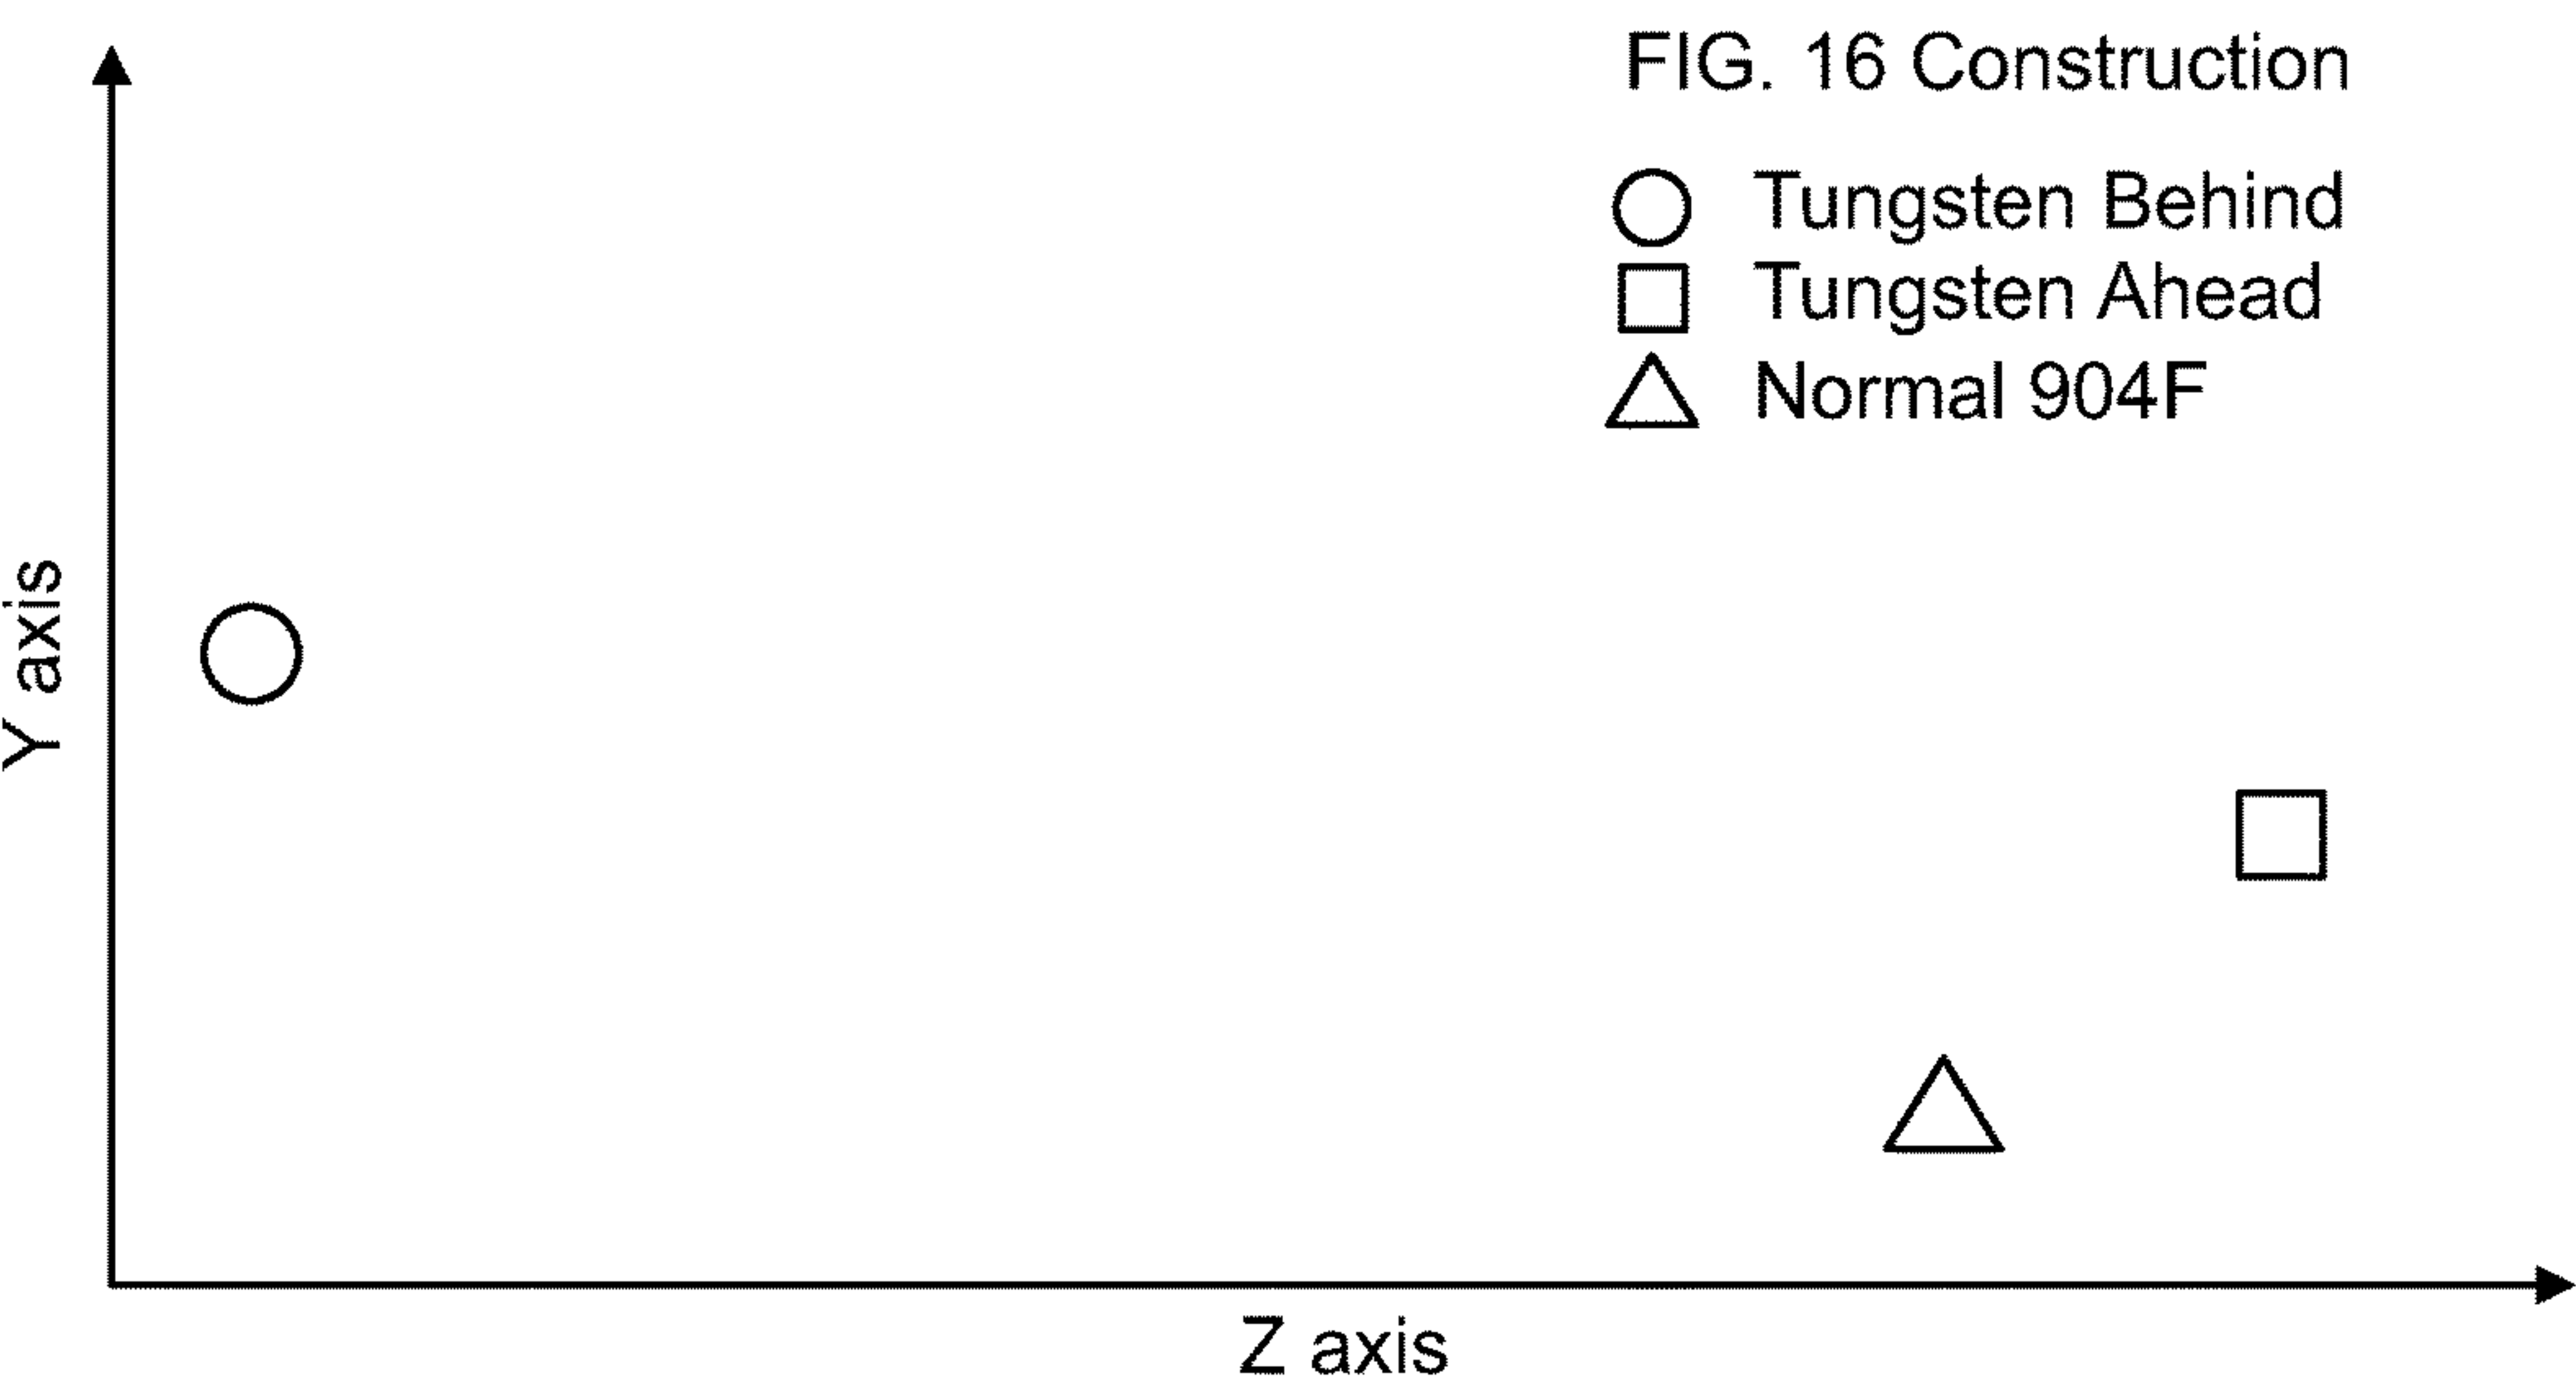 FIG. 16 Construction
Tungsten Behind
Tungsten Ahead
Normal 904F
Y axis
Z axis